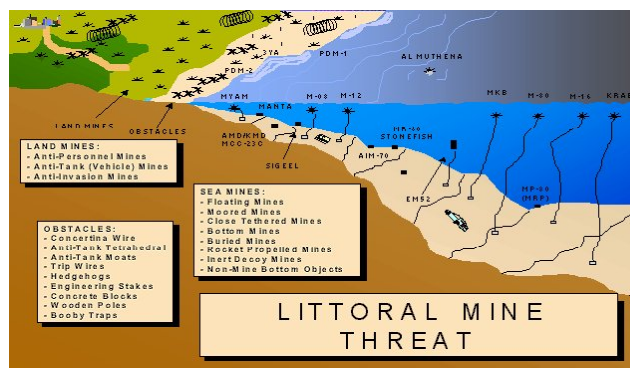 3YA
PDM-1
PDM-2
AL MUTHENA
MYAM
MANTA
M-08
M-12
MKB
M-80
M-16
KRAB
LAND MINES
OBSTACLES
AMD/KMD
MCC-23C
SIGEEL
MR-80
STONEFISH
AIM-70
EM52
MP-80
(MRP)
LAND MINES:
- Anti-Personnel Mines
- Anti-Tank (Vehicle) Mines
- Anti-Invasion Mines
SEA MINES:
- Floating Mines
- Moored Mines
- Close Tethered Mines
- Bottom Mines
- Buried Mines
- Rocket Propelled Mines
- Inert Decoy Mines
- Non-Mine Bottom Objects
OBSTACLES:
- Concertina Wire
- Anti-Tank Tetrahedral
- Anti-Tank Moats
- Trip Wires
- Hedgehogs
- Engineering Stakes
- Concrete Blocks
- Wooden Poles
- Booby Traps
LITTORAL MINE
THREAT